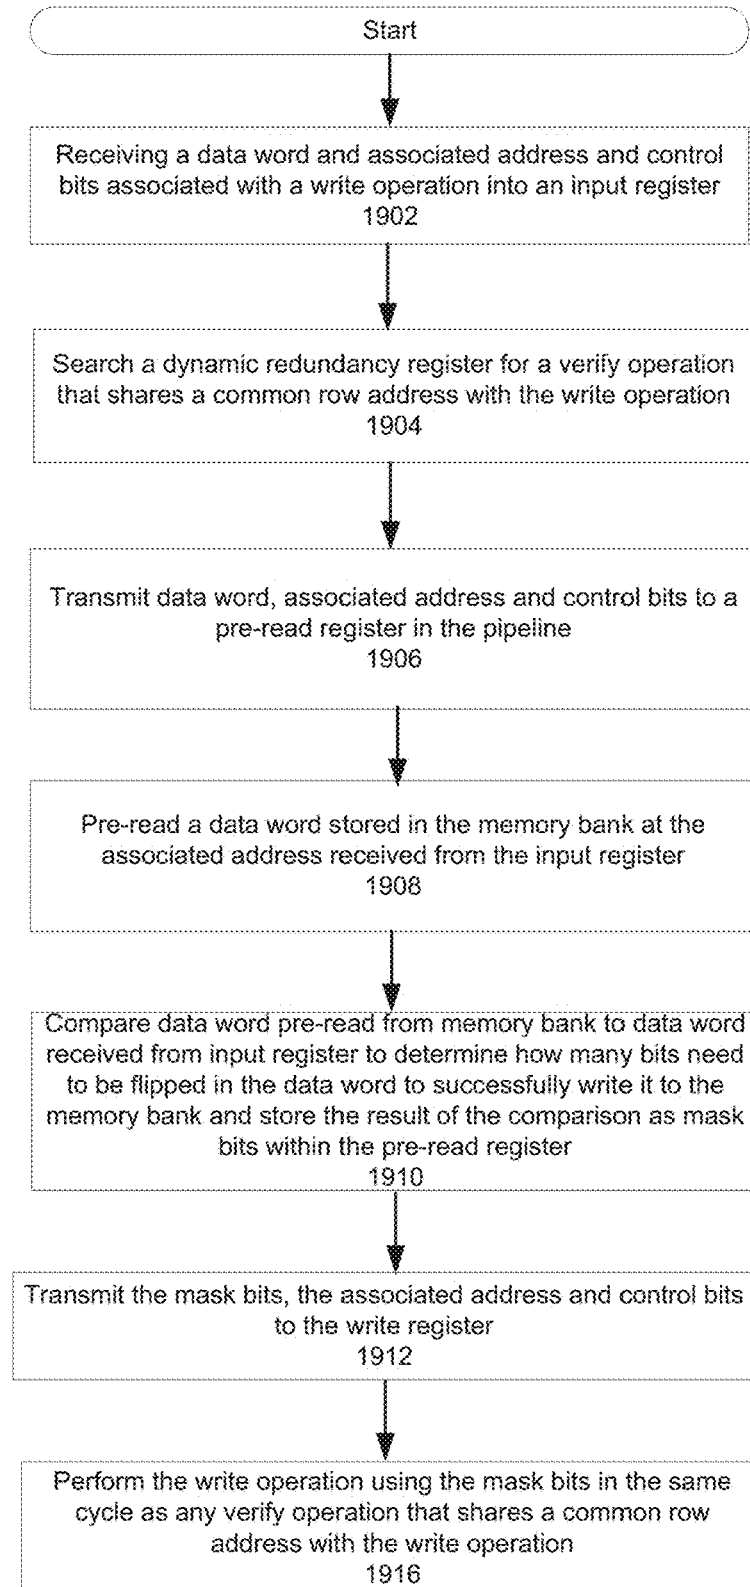 Start
Receiving a data word and associated address and control
bits associated with a write operation into an input register
1902
Search a dynamic redundancy register for a verify operation
that shares a common row address with the write operation
1904
Transmit data word, associated address and control bits to a
pre-read register in the pipeline
1906
Pre-read a data word stored in the memory bank at the
associated address received from the input register
1908
Compare data word pre-read from memory bank to data word
received from input register to determine how many bits need
to be flipped in the data word to successfully write it to the
memory bank and store the result of the comparison as mask
bits within the pre-read register
1910
Transmit the mask bits, the associated address and control bits
to the write register
1912
Perform the write operation using the mask bits in the same
cycle as any verify operation that shares a common row
address with the write operation
1916